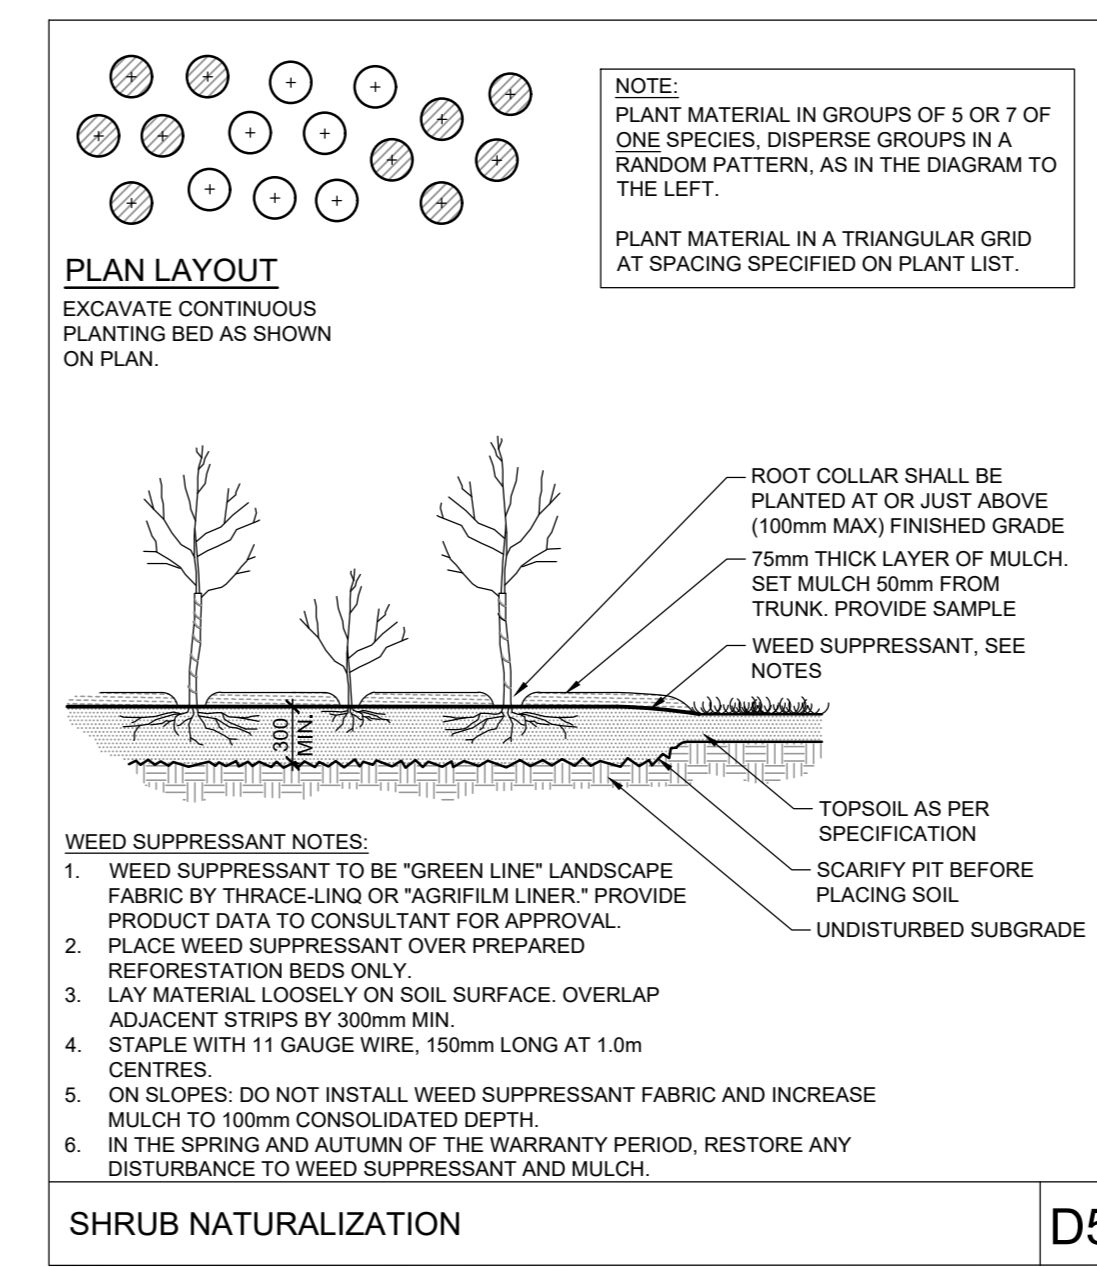 NOTE:
PLANT MATERIAL IN GROUPS OF 5 OR 7 OF
ONE SPECIES, DISPERSE GROUPS IN A
RANDOM PATTERN, AS IN THE DIAGRAM TO
THE LEFT.
PLANT MATERIAL IN A TRIANGULAR GRID
AT SPACING SPECIFIED ON PLANT LIST.
PLAN LAYOUT
EXCAVATE CONTINUOUS
PLANTING BED AS SHOWN
ON PLAN.
ROOT COLLAR SHALL BE
PLANTED AT OR JUST ABOVE
(100mm MAX) FINISHED GRADE
75mm THICK LAYER OF MULCH.
SET MULCH 50mm FROM
TRUNK. PROVIDE SAMPLE
WEED SUPPRESSANT, SEE
NOTES
300
MIN.
TOPSOIL AS PER
SPECIFICATION
SCARIFY PIT BEFORE
PLACING SOIL
UNDISTURBED SUBGRADE
WEED SUPPRESSANT NOTES:
1. WEED SUPPRESSANT TO BE "GREEN LINE" LANDSCAPE
FABRIC BY THRACE-LINQ OR "AGRIFILM LINER." PROVIDE
PRODUCT DATA TO CONSULTANT FOR APPROVAL.
2. PLACE WEED SUPPRESSANT OVER PREPARED
REFORESTATION BEDS ONLY.
3. LAY MATERIAL LOOSELY ON SOIL SURFACE. OVERLAP
ADJACENT STRIPS BY 300mm MIN.
4. STAPLE WITH 11 GAUGE WIRE, 150mm LONG AT 1.0m
CENTRES.
5. ON SLOPES: DO NOT INSTALL WEED SUPPRESSANT FABRIC AND INCREASE
MULCH TO 100mm CONSOLIDATED DEPTH.
6. IN THE SPRING AND AUTUMN OF THE WARRANTY PERIOD, RESTORE ANY
DISTURBANCE TO WEED SUPPRESSANT AND MULCH.
SHRUB NATURALIZATION
D5